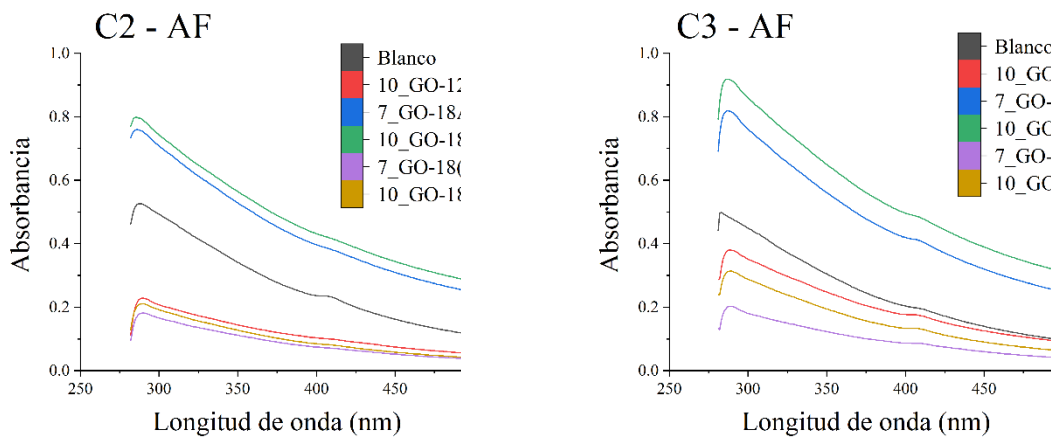 C2 - AF
1.0
0.8
0.6
0.4
0.2
0.0
Absorbancia
250
300
350
400
450
Longitud de onda (nm)
Blanco
10_GO-12
7_GO-18
10_GO-18
7_GO-18(
10_GO-18
C3 - AF
1.0
0.8
0.6
0.4
0.2
0.0
Absorbancia
250
300
350
400
450
Longitud de onda (nm)
Blanco
10_GO
7_GO-
10_GO
7_GO-
10_GO